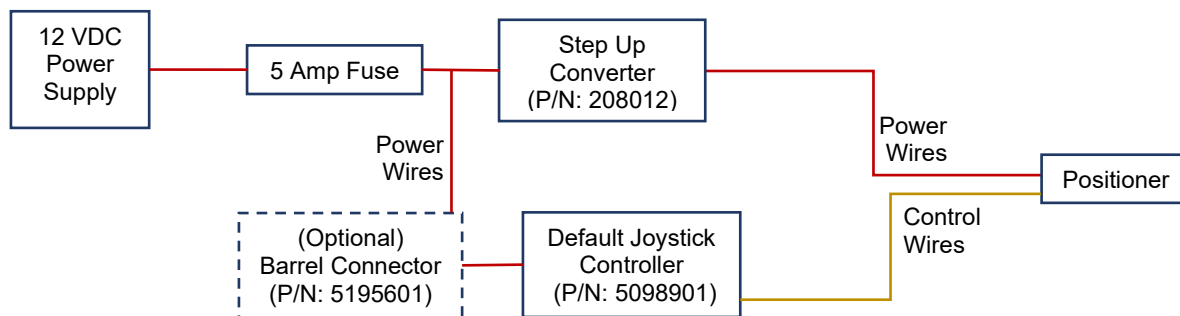 12 VDC
Power
Supply
5 Amp Fuse
Step Up
Converter
(P/N: 208012)
Power
Wires
Power
Wires
Positioner
(Optional)
Barrel Connector
(P/N: 5195601)
Default Joystick
Controller
(P/N: 5098901)
Control
Wires